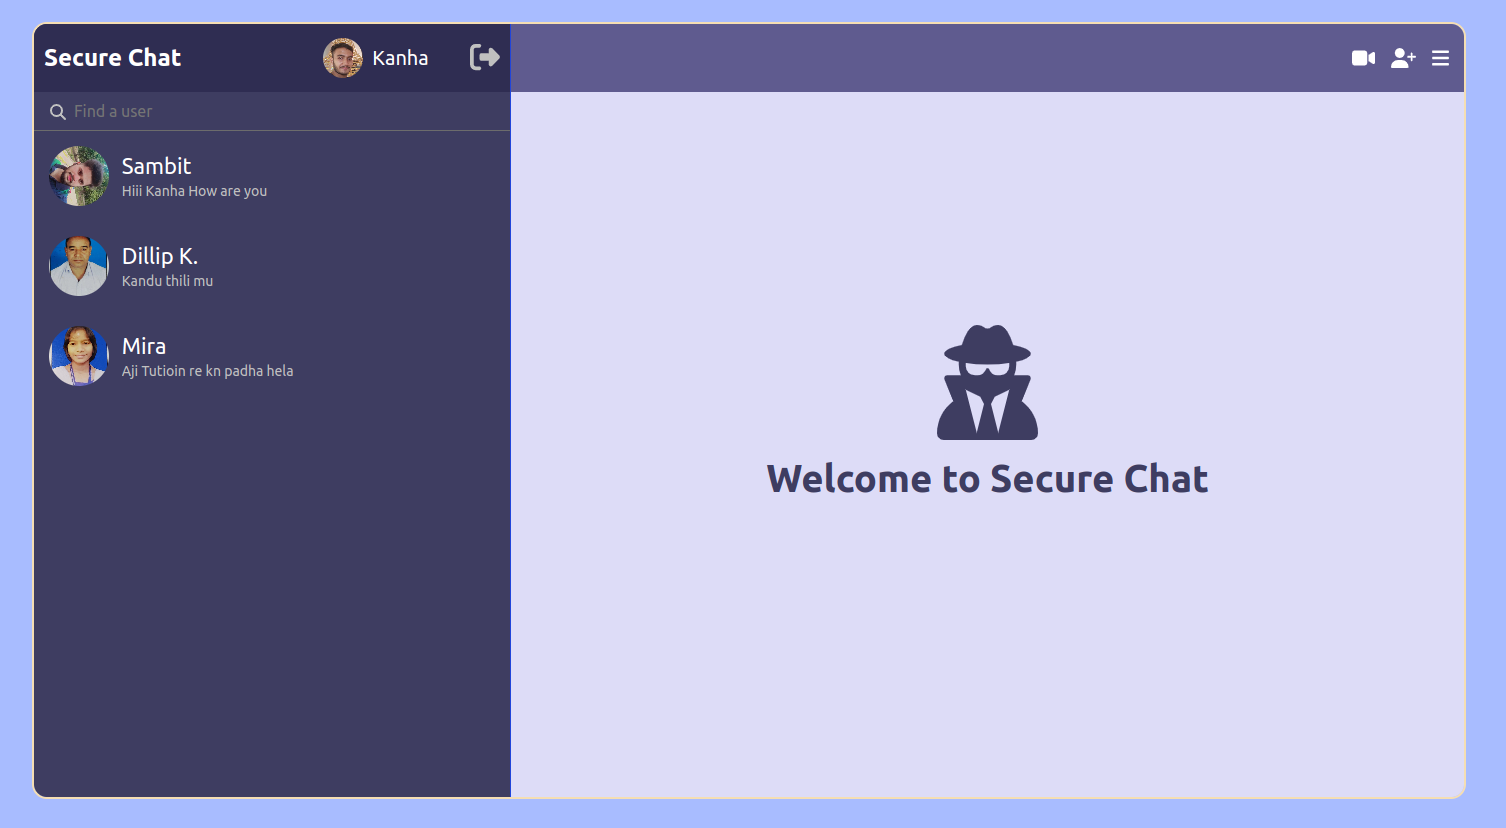 Secure Chat
Kanha
Find a user
Sambit
Hiii Kanha How are you
Dillip K.
Kandu thili mu
Mira
Aji Tutioin re kn padha hela
Welcome to Secure Chat